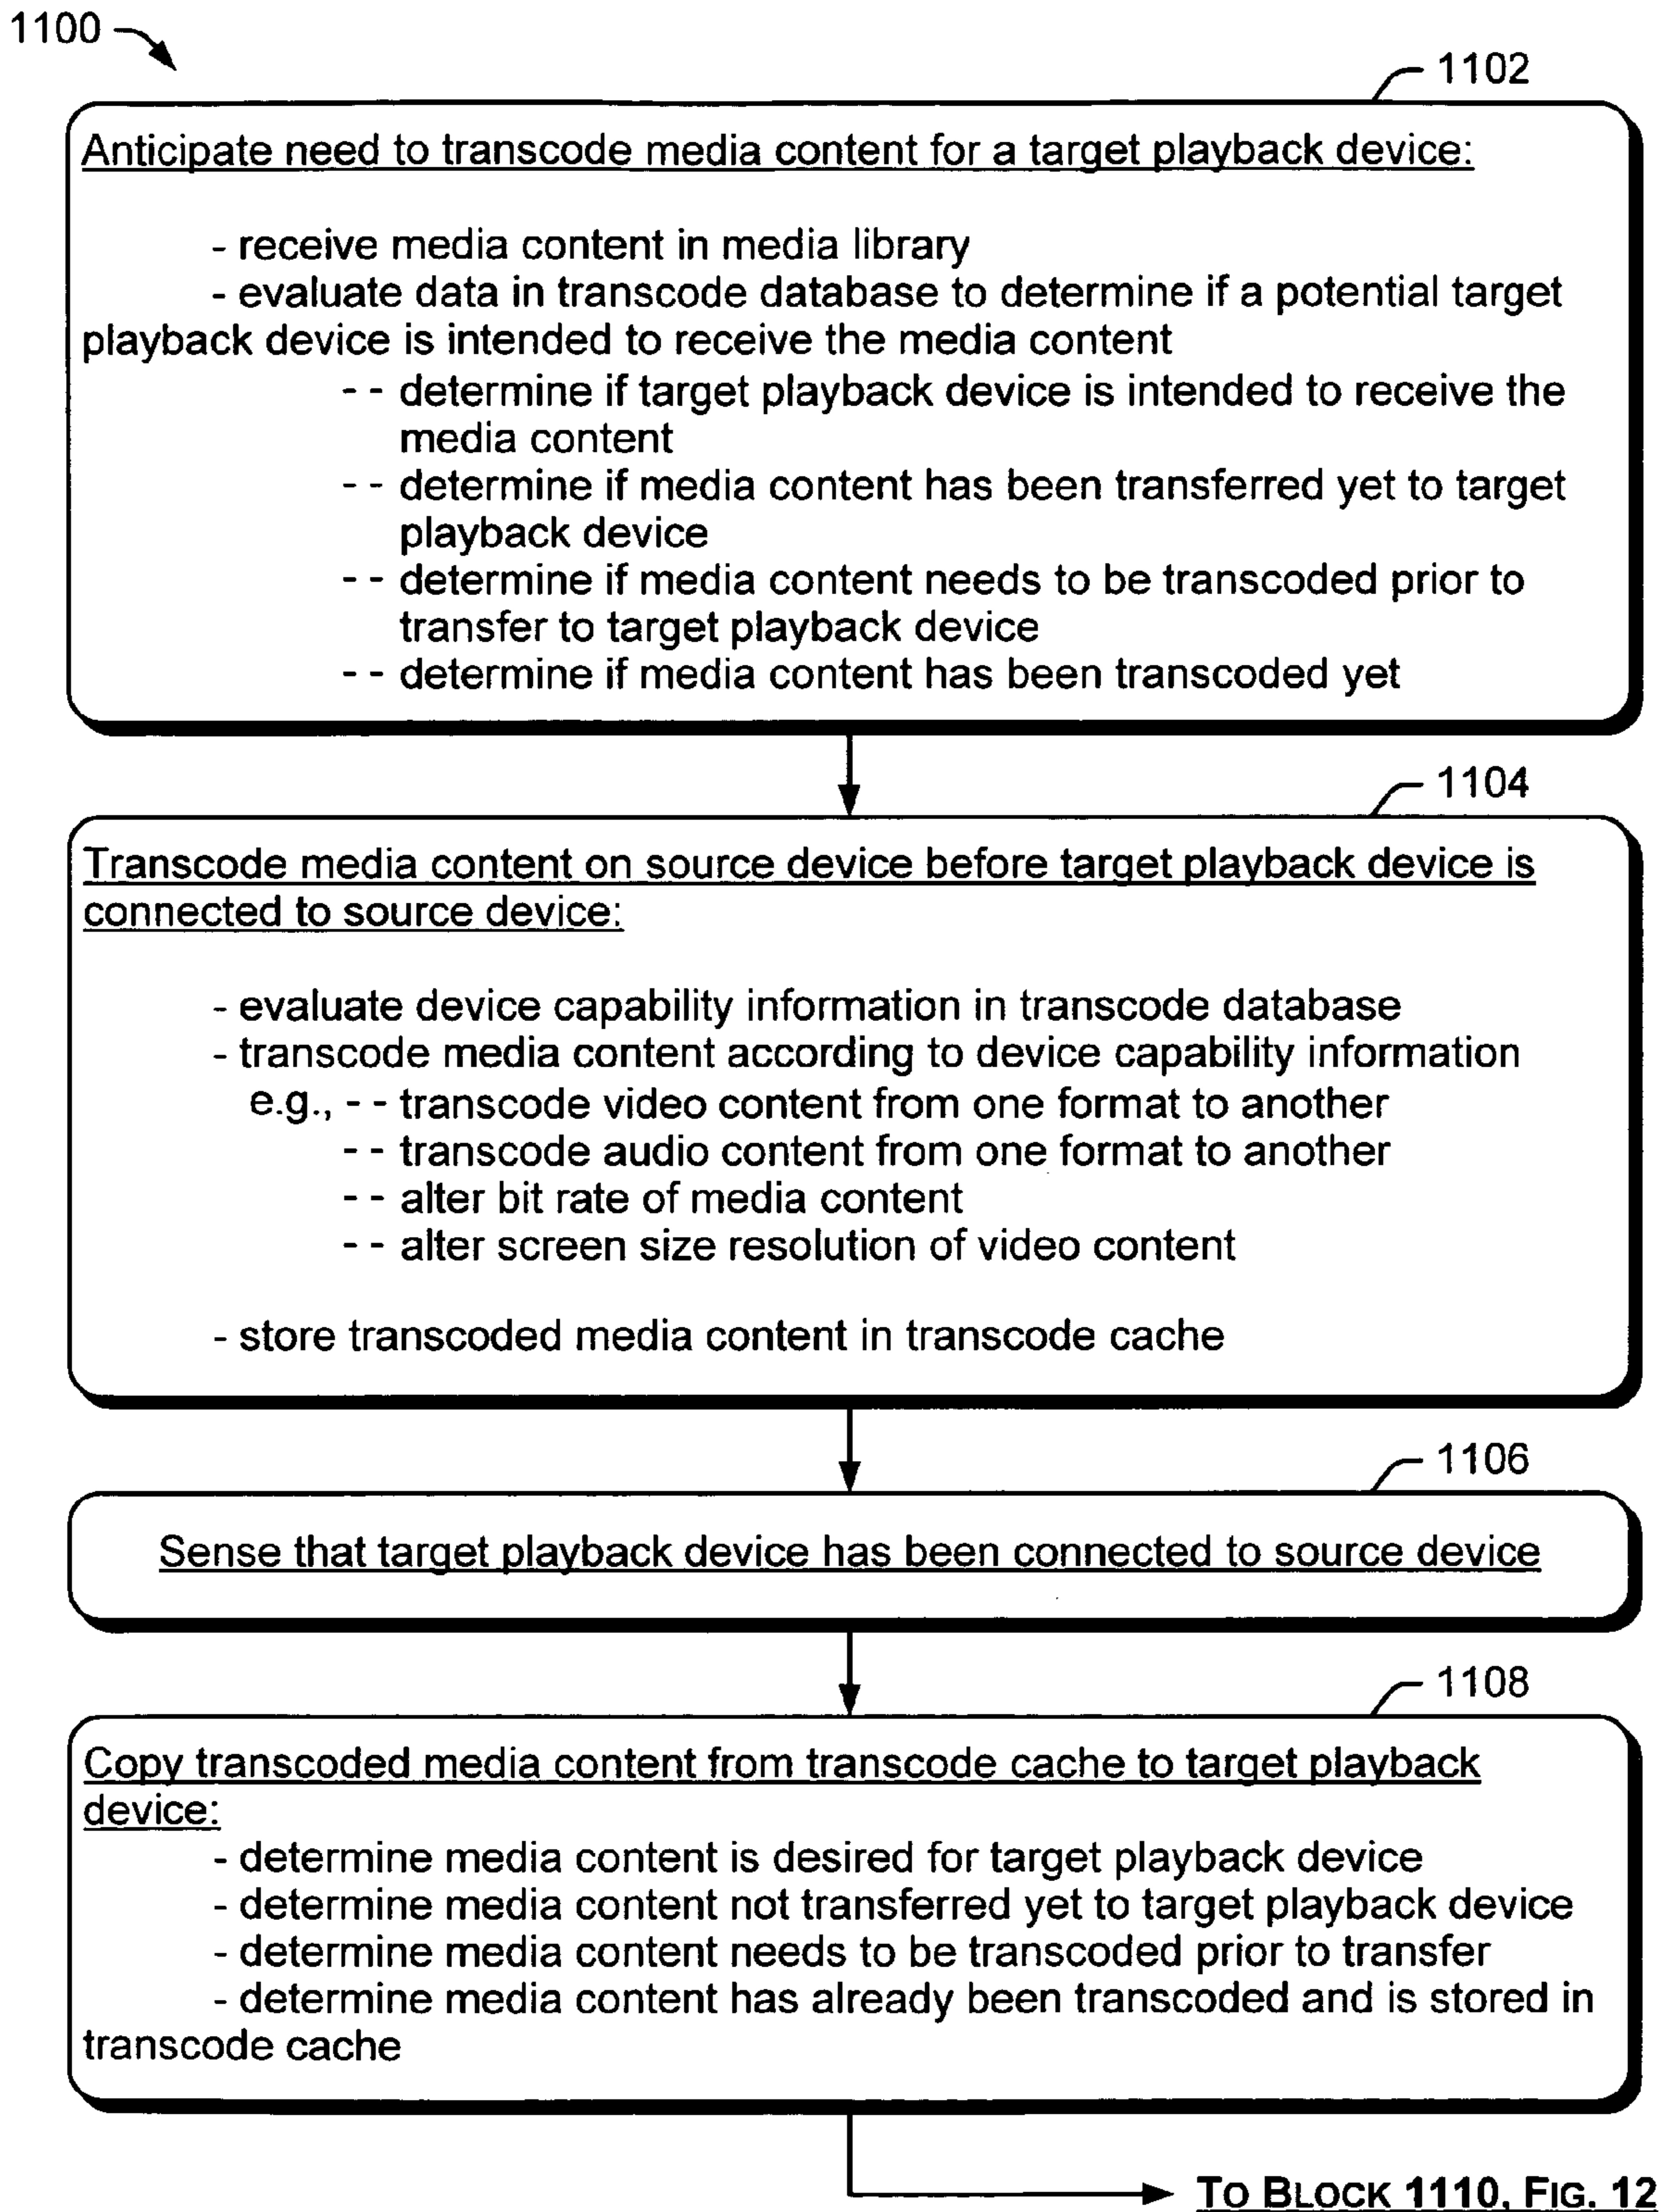 1100
1102
Anticipate need to transcode media content for a target playback device:
- receive media content in media library
- evaluate data in transcode database to determine if a potential target
playback device is intended to receive the media content
- - determine if target playback device is intended to receive the
media content
- - determine if media content has been transferred yet to target
playback device
- - determine if media content needs to be transcoded prior to
transfer to target playback device
- - determine if media content has been transcoded yet
1104
Transcode media content on source device before target playback device is
connected to source device:
- evaluate device capability information in transcode database
- transcode media content according to device capability information
e.g., - - transcode video content from one format to another
- - transcode audio content from one format to another
- - alter bit rate of media content
- - alter screen size resolution of video content
- store transcoded media content in transcode cache
1106
Sense that target playback device has been connected to source device
1108
Copy transcoded media content from transcode cache to target playback
device:
- determine media content is desired for target playback device
- determine media content not transferred yet to target playback device
- determine media content needs to be transcoded prior to transfer
- determine media content has already been transcoded and is stored in
transcode cache
TO BLOCK 1110, FIG. 12